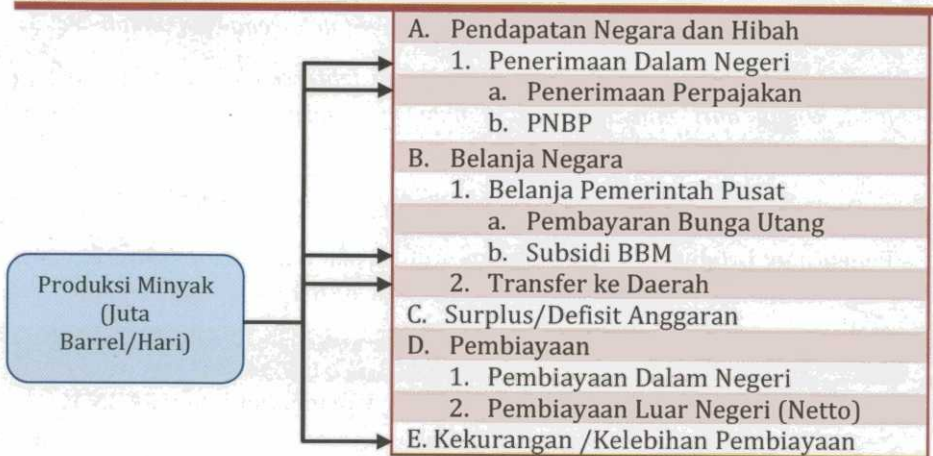 A. Pendapatan Negara dan Hibah
1. Penerimaan Dalam Negeri
a. Penerimaan Perpajakan
b. PNBP
B. Belanja Negara
1. Belanja Pemerintah Pusat
a. Pembayaran Bunga Utang
b. Subsidi BBM
2. Transfer ke Daerah
C. Surplus/Defisit Anggaran
D. Pembiayaan
1. Pembiayaan Dalam Negeri
2. Pembiayaan Luar Negeri (Netto)
E. Kekurangan /Kelebihan Pembiayaan
Produksi Minyak
(Juta
Barrel/Hari)